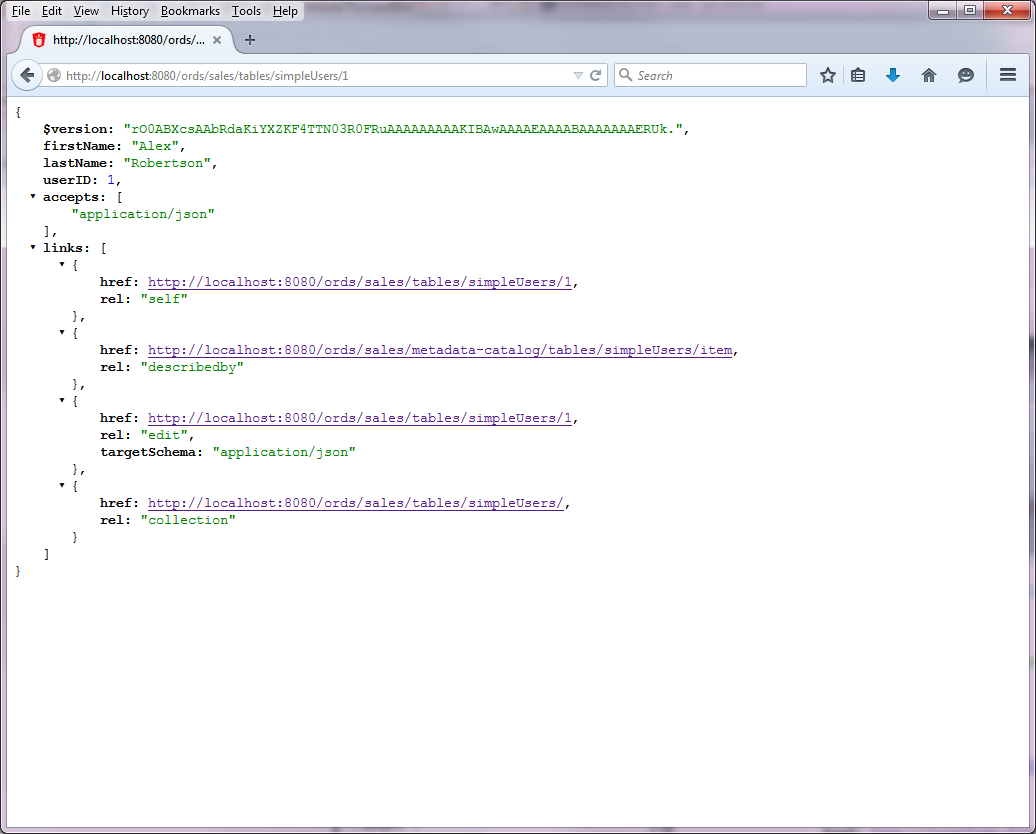 File Edit View History Bookmarks Tools Help
http://localhost:8080/ords/...
http://localhost:8080/ords/sales/tables/simpleUsers/1
Search
{
$version: "rO0ABXcsAAbRdaKiYXZKF4TTN03R0FRuAAAAAAAAAKIBAwAAAAEAAAABAAAAAAAERUk.",
firstName: "Alex",
lastName: "Robertson",
userID: 1,
accepts: [
"application/json"
],
links: [
{
href: http://localhost:8080/ords/sales/tables/simpleUsers/1,
rel: "self"
},
{
href: http://localhost:8080/ords/sales/metadata-catalog/tables/simpleUsers/item,
rel: "describedby"
},
{
href: http://localhost:8080/ords/sales/tables/simpleUsers/1,
rel: "edit",
targetSchema: "application/json"
},
{
href: http://localhost:8080/ords/sales/tables/simpleUsers/,
rel: "collection"
}
]
}